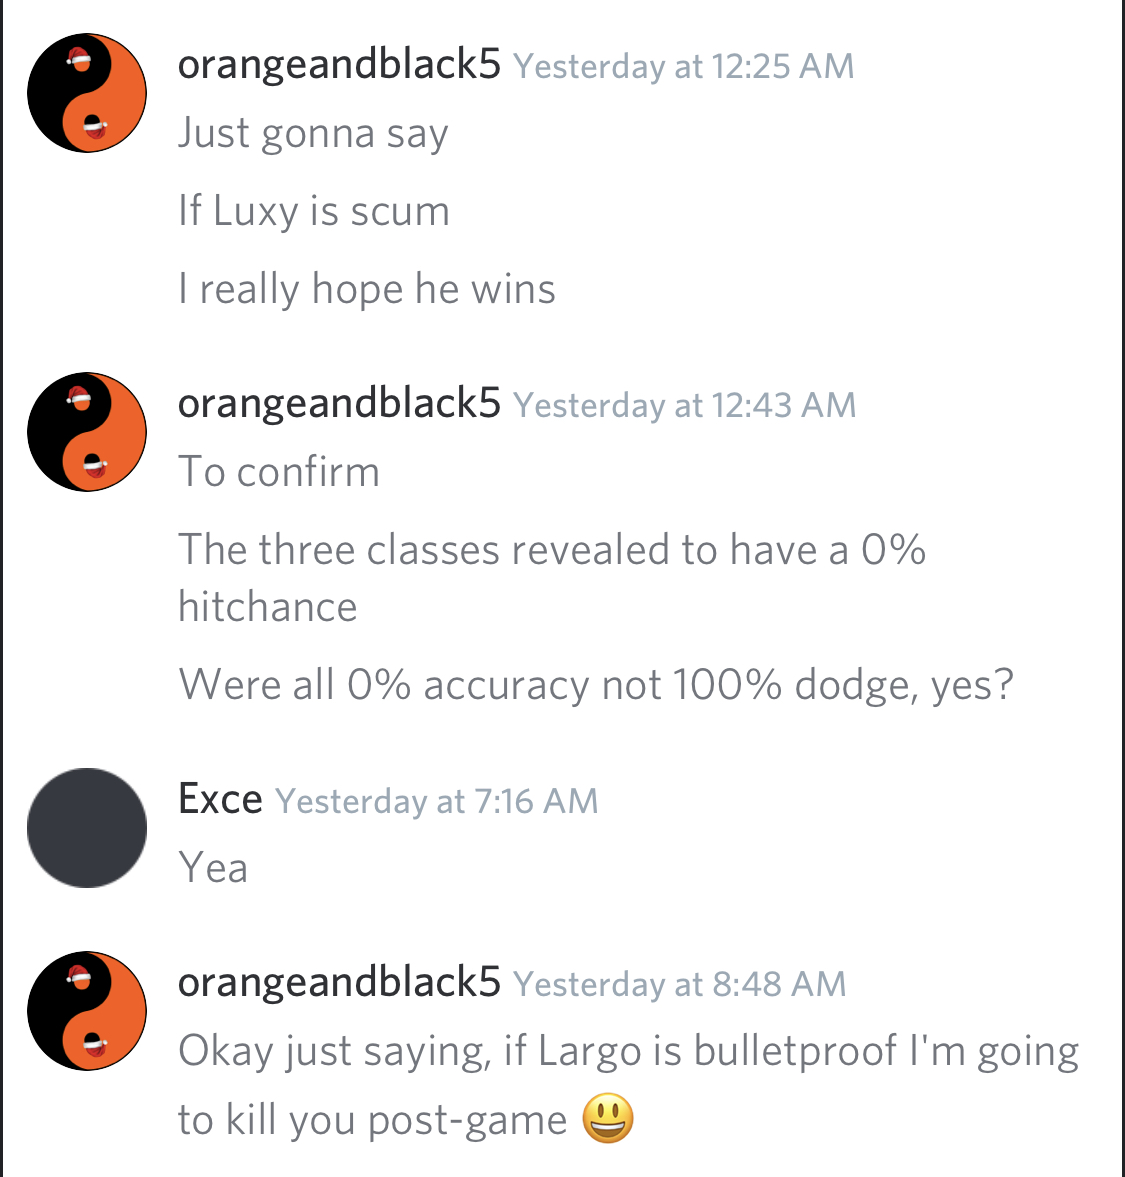 orangeandblack5 Yesterday at 12:25 AM
Just gonna say
If Luxy is scum
I really hope he wins
orangeandblack5 Yesterday at 12:43 AM
To confirm
The three classes revealed to have a 0%
hitchance
Were all 0% accuracy not 100% dodge, yes?
Exce Yesterday at 7:16 AM
Yea
orangeandblack5 Yesterday at 8:48 AM
Okay just saying, if Largo is bulletproof I'm going
to kill you post-game 😃